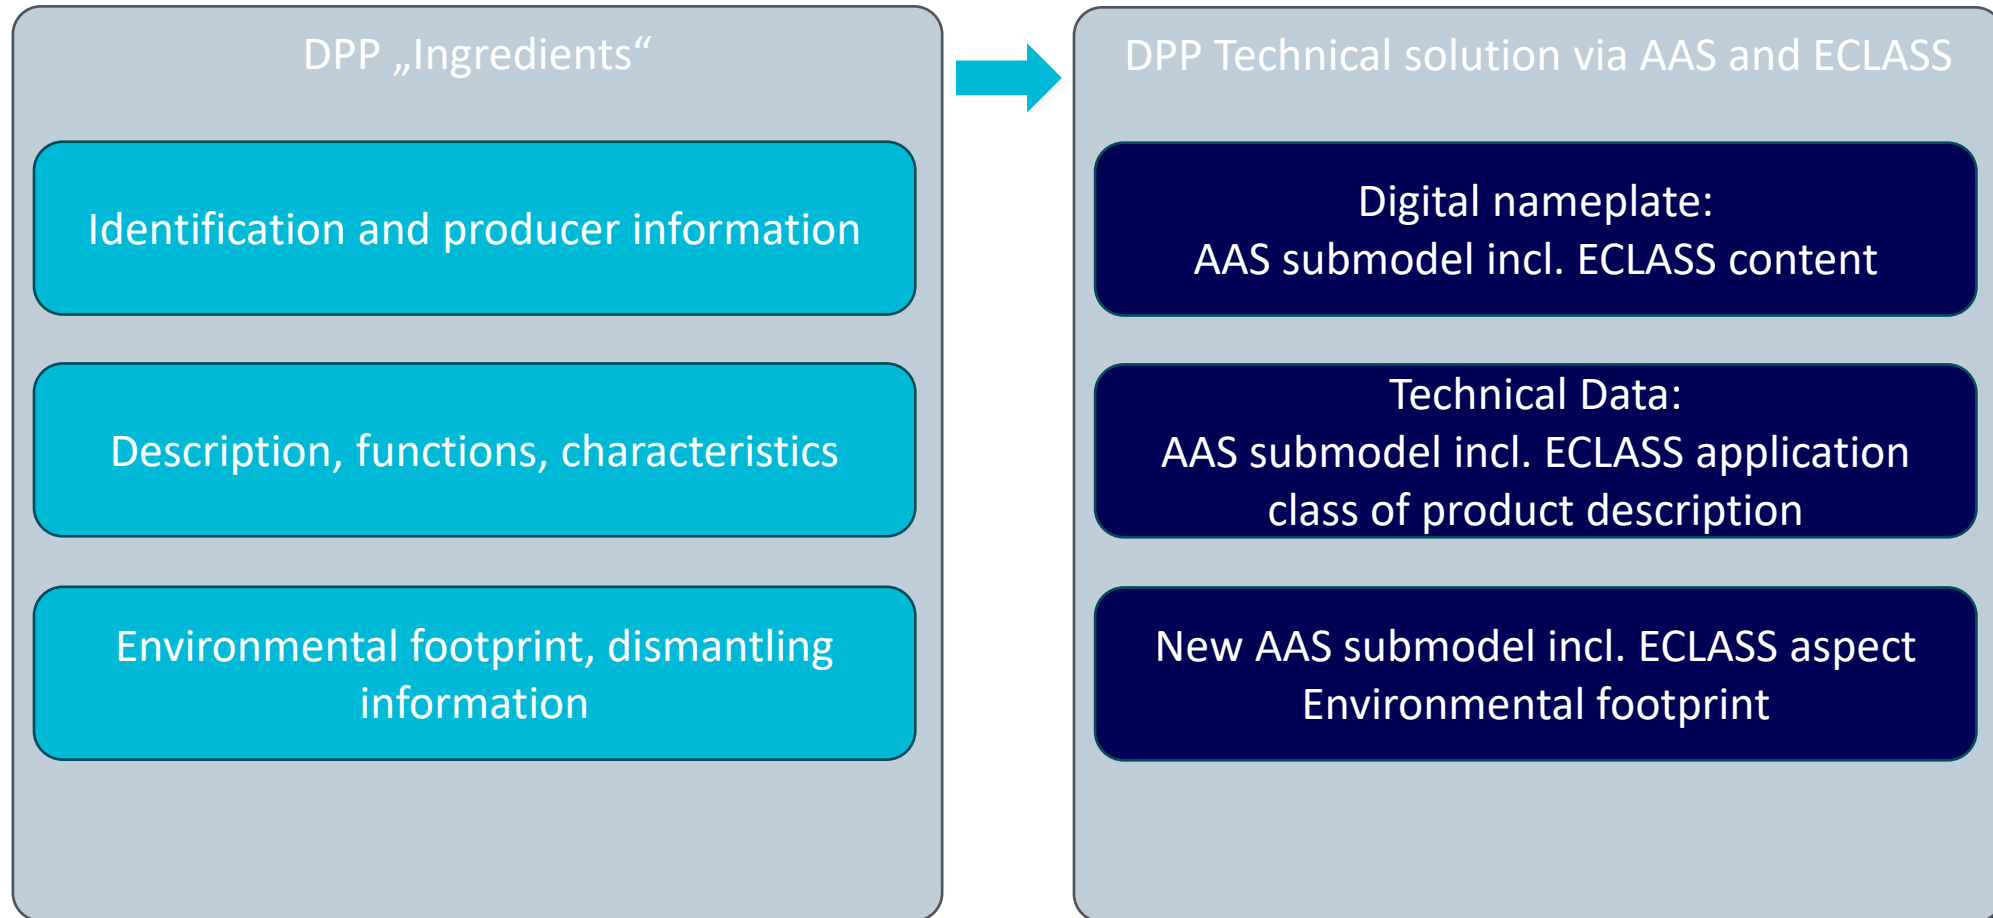 DPP „Ingredients“
Identification and producer information
Description, functions, characteristics
Environmental footprint, dismantling
information
DPP Technical solution via AAS and ECLASS
Digital nameplate:
AAS submodel incl. ECLASS content
Technical Data:
AAS submodel incl. ECLASS application
class of product description
New AAS submodel incl. ECLASS aspect
Environmental footprint